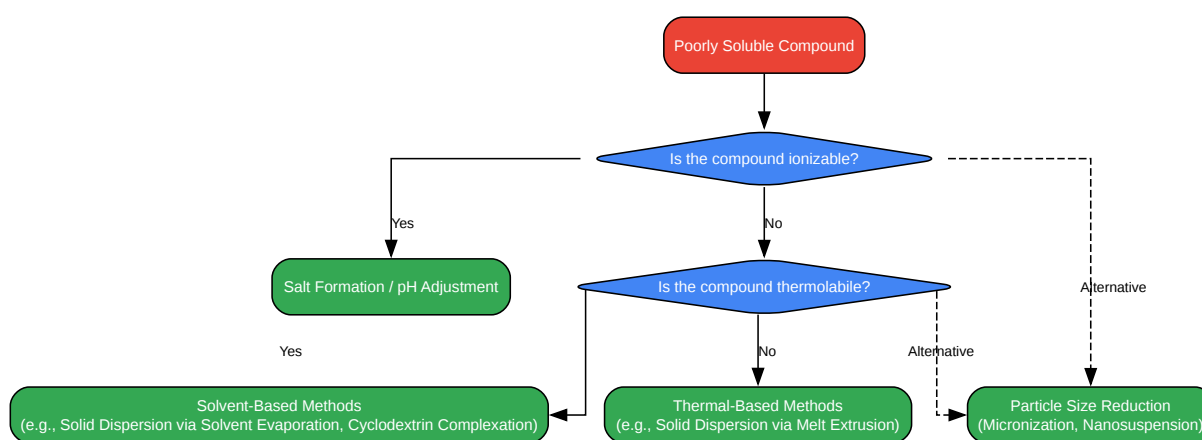 Poorly Soluble Compound
Is the compound ionizable?
Yes
No
Salt Formation / pH Adjustment
Is the compound thermolabile?
Alternative
Yes
No
Alternative
Solvent-Based Methods
(e.g., Solid Dispersion via Solvent Evaporation, Cyclodextrin Complexation)
Thermal-Based Methods
(e.g., Solid Dispersion via Melt Extrusion)
Particle Size Reduction
(Micronization, Nanosuspension)